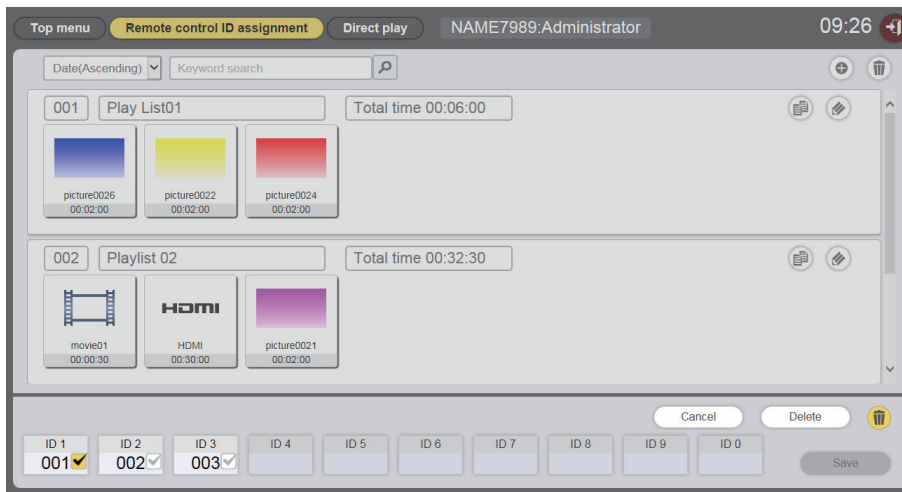 Top menu Remote control ID assignment Direct play NAME7989:Administrator 09:26
Date(Ascending) Keyword search
001 Play List01 Total time 00:06:00
picture0026 picture0022 picture0024
00:02:00 00:02:00 00:02:00
002 Playlist 02 Total time 00:32:30
HDMI
movie01 HDMI picture0021
00:00:30 00:30:00 00:02:00
Cancel Delete
ID 1 ID 2 ID 3 ID 4 ID 5 ID 6 ID 7 ID 8 ID 9 ID 0
001 002 003 Save